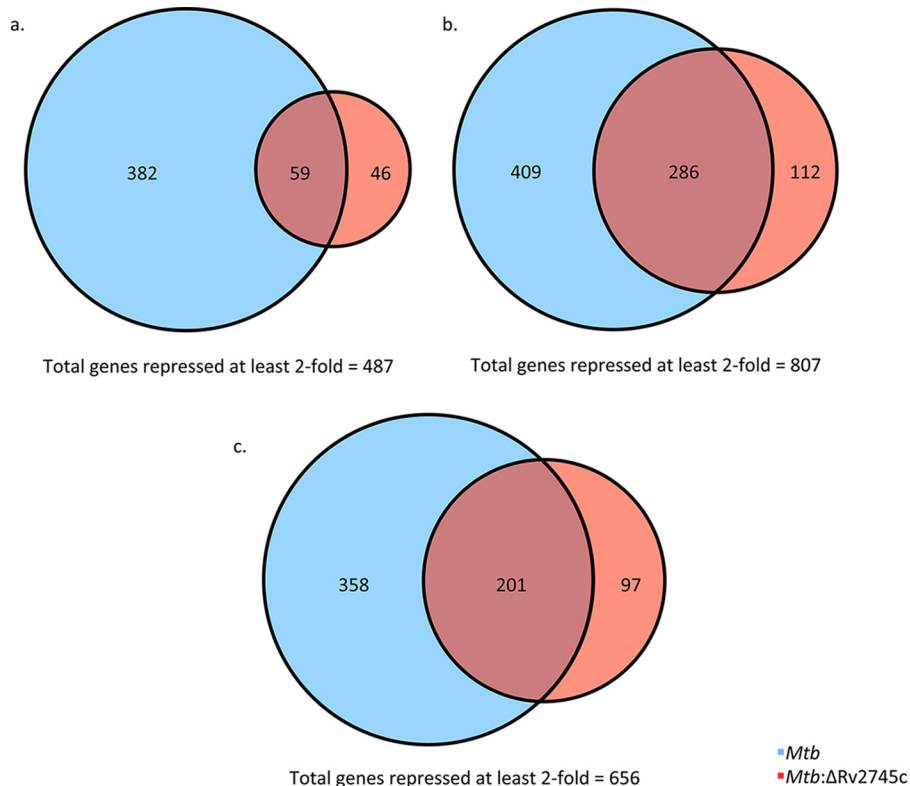 a.
b.
382
59
46
409
286
112
Total genes repressed at least 2-fold = 487
Total genes repressed at least 2-fold = 807
c.
358
201
97
Total genes repressed at least 2-fold = 656
Mtb
Mtb:ΔRv2745c